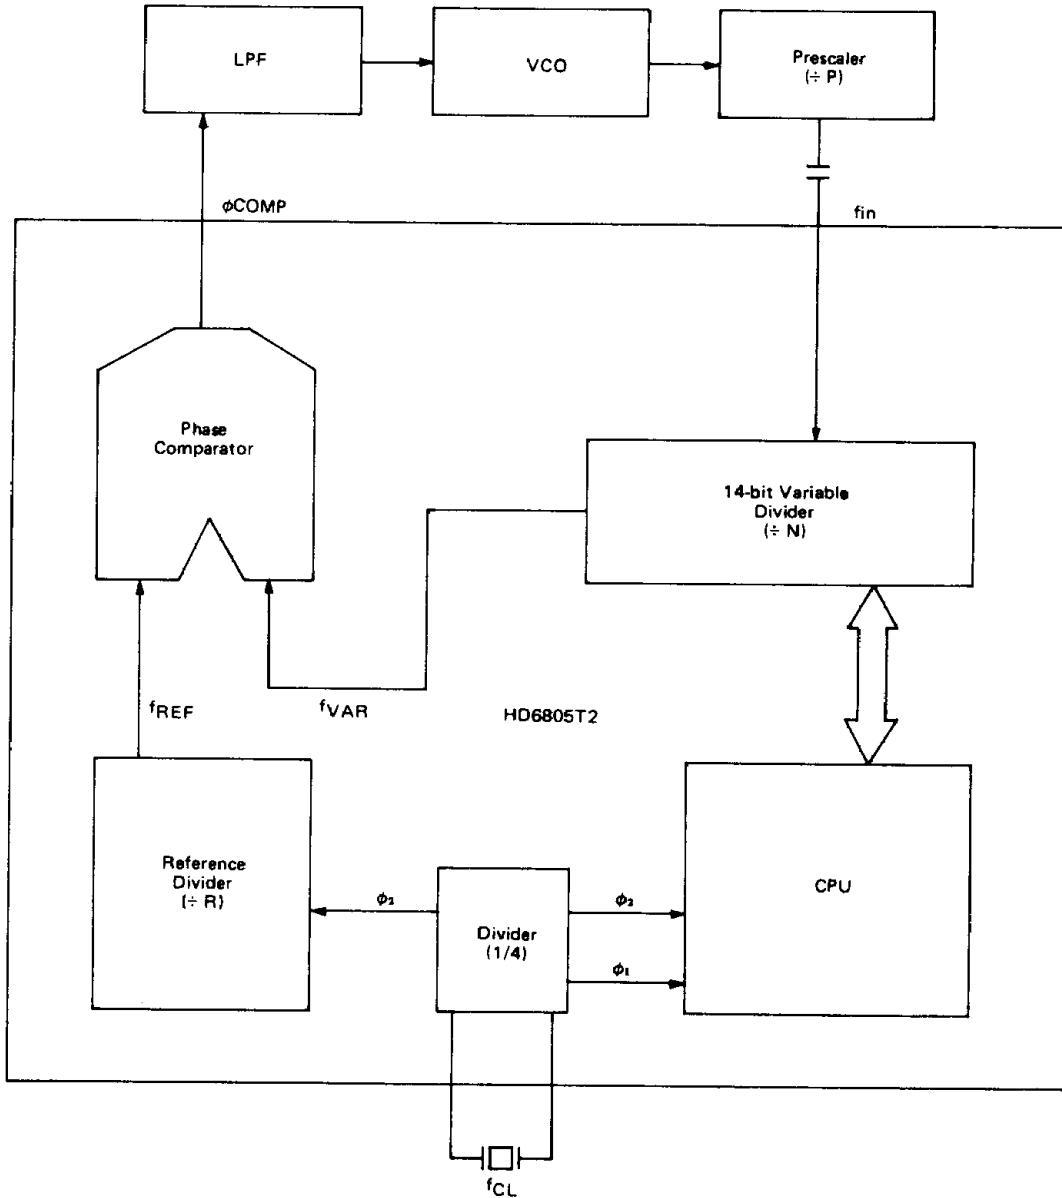 LPF
VCO
Prescaler
(÷ P)
φCOMP
fin
Phase
Comparator
14-bit Variable
Divider
(÷ N)
fREF
fVAR
HD6805T2
Reference
Divider
(÷ R)
φ2
Divider
(1/4)
φ2
φ1
CPU
fCL